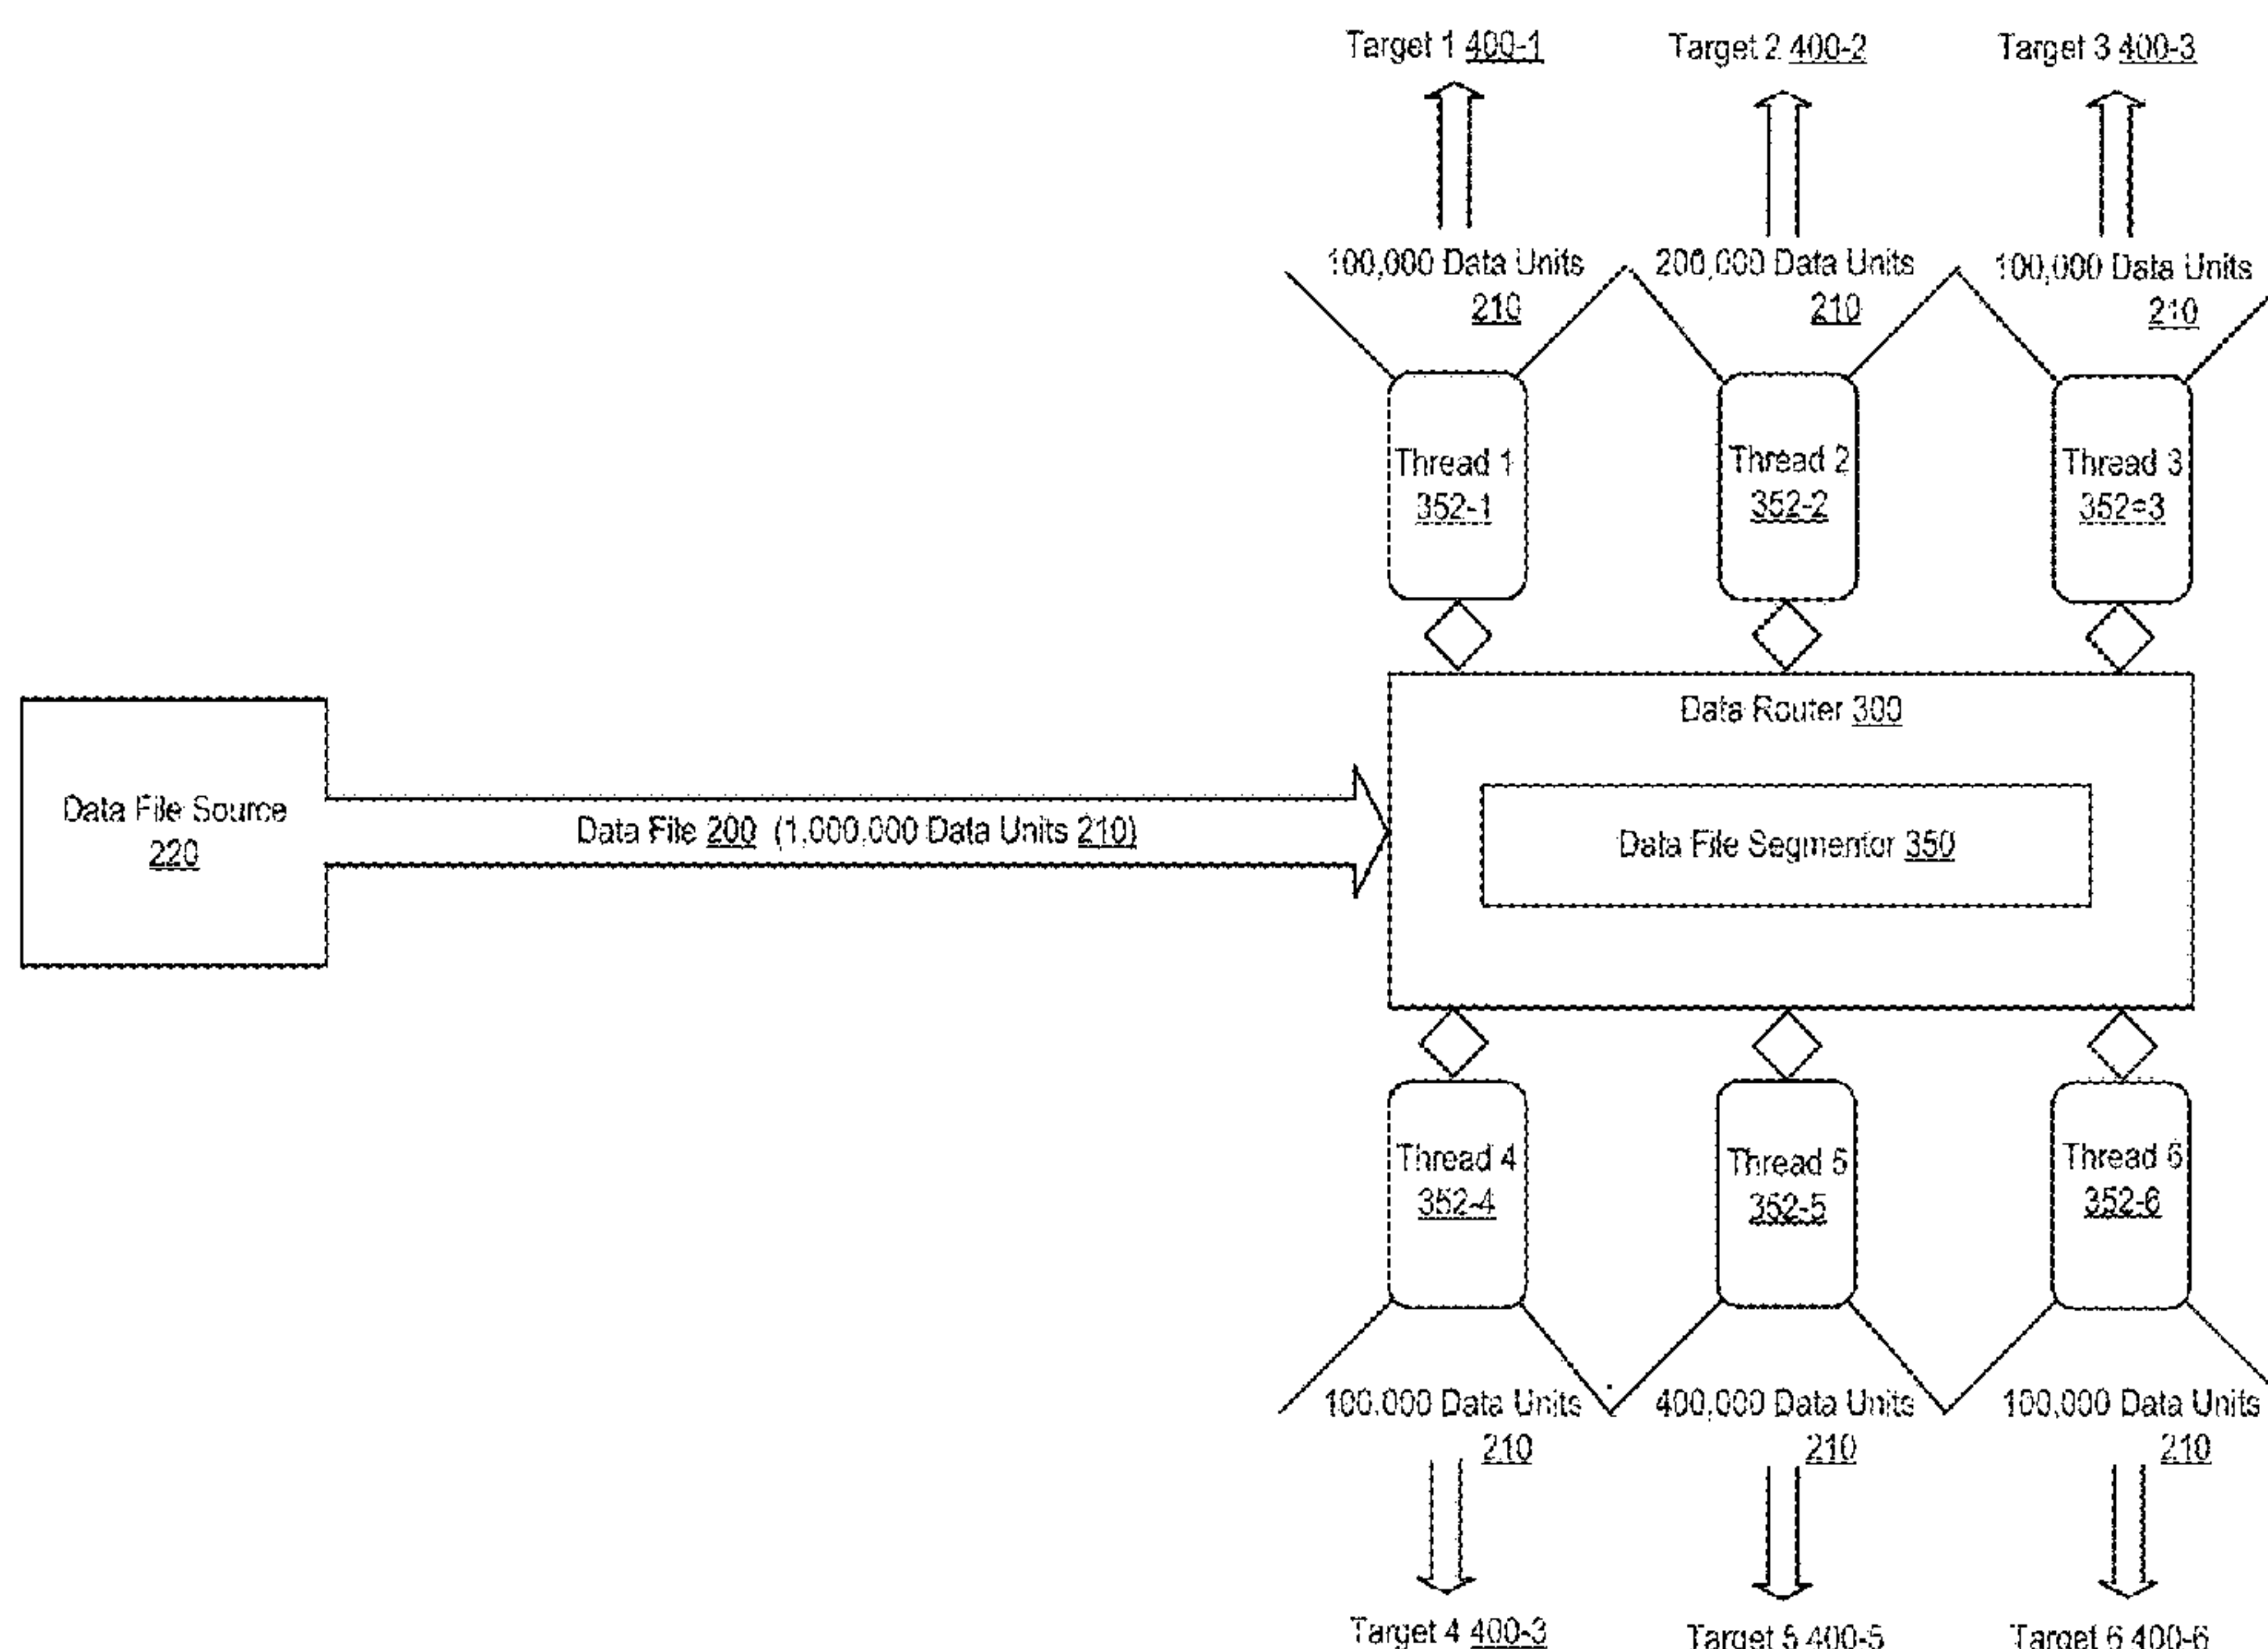 Target 1 400-1
Target 2 400-2
Target 3 400-3
100,000 Data Units
210
200,000 Data Units
210
100,000 Data Units
210
Thread 1
352-1
Thread 2
352-2
Thread 3
352-3
Data Router 300
Data File Source
220
Data File 200 (1,000,000 Data Units 210)
Data File Segmentor 350
Thread 4
352-4
Thread 5
352-5
Thread 6
352-6
100,000 Data Units
210
400,000 Data Units
210
100,000 Data Units
210
Target 4 400-3
Target 5 400-5
Target 6 400-6